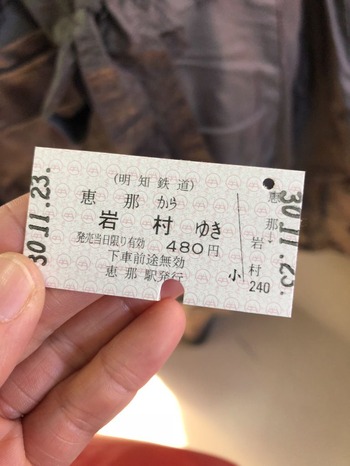 30.11.23.
(明知鉄道)
恵那から
岩村ゆき
発売当日限り有効 480円
下車前途無効
恵那駅発行
小
恵那→岩村
240
30.11.23.